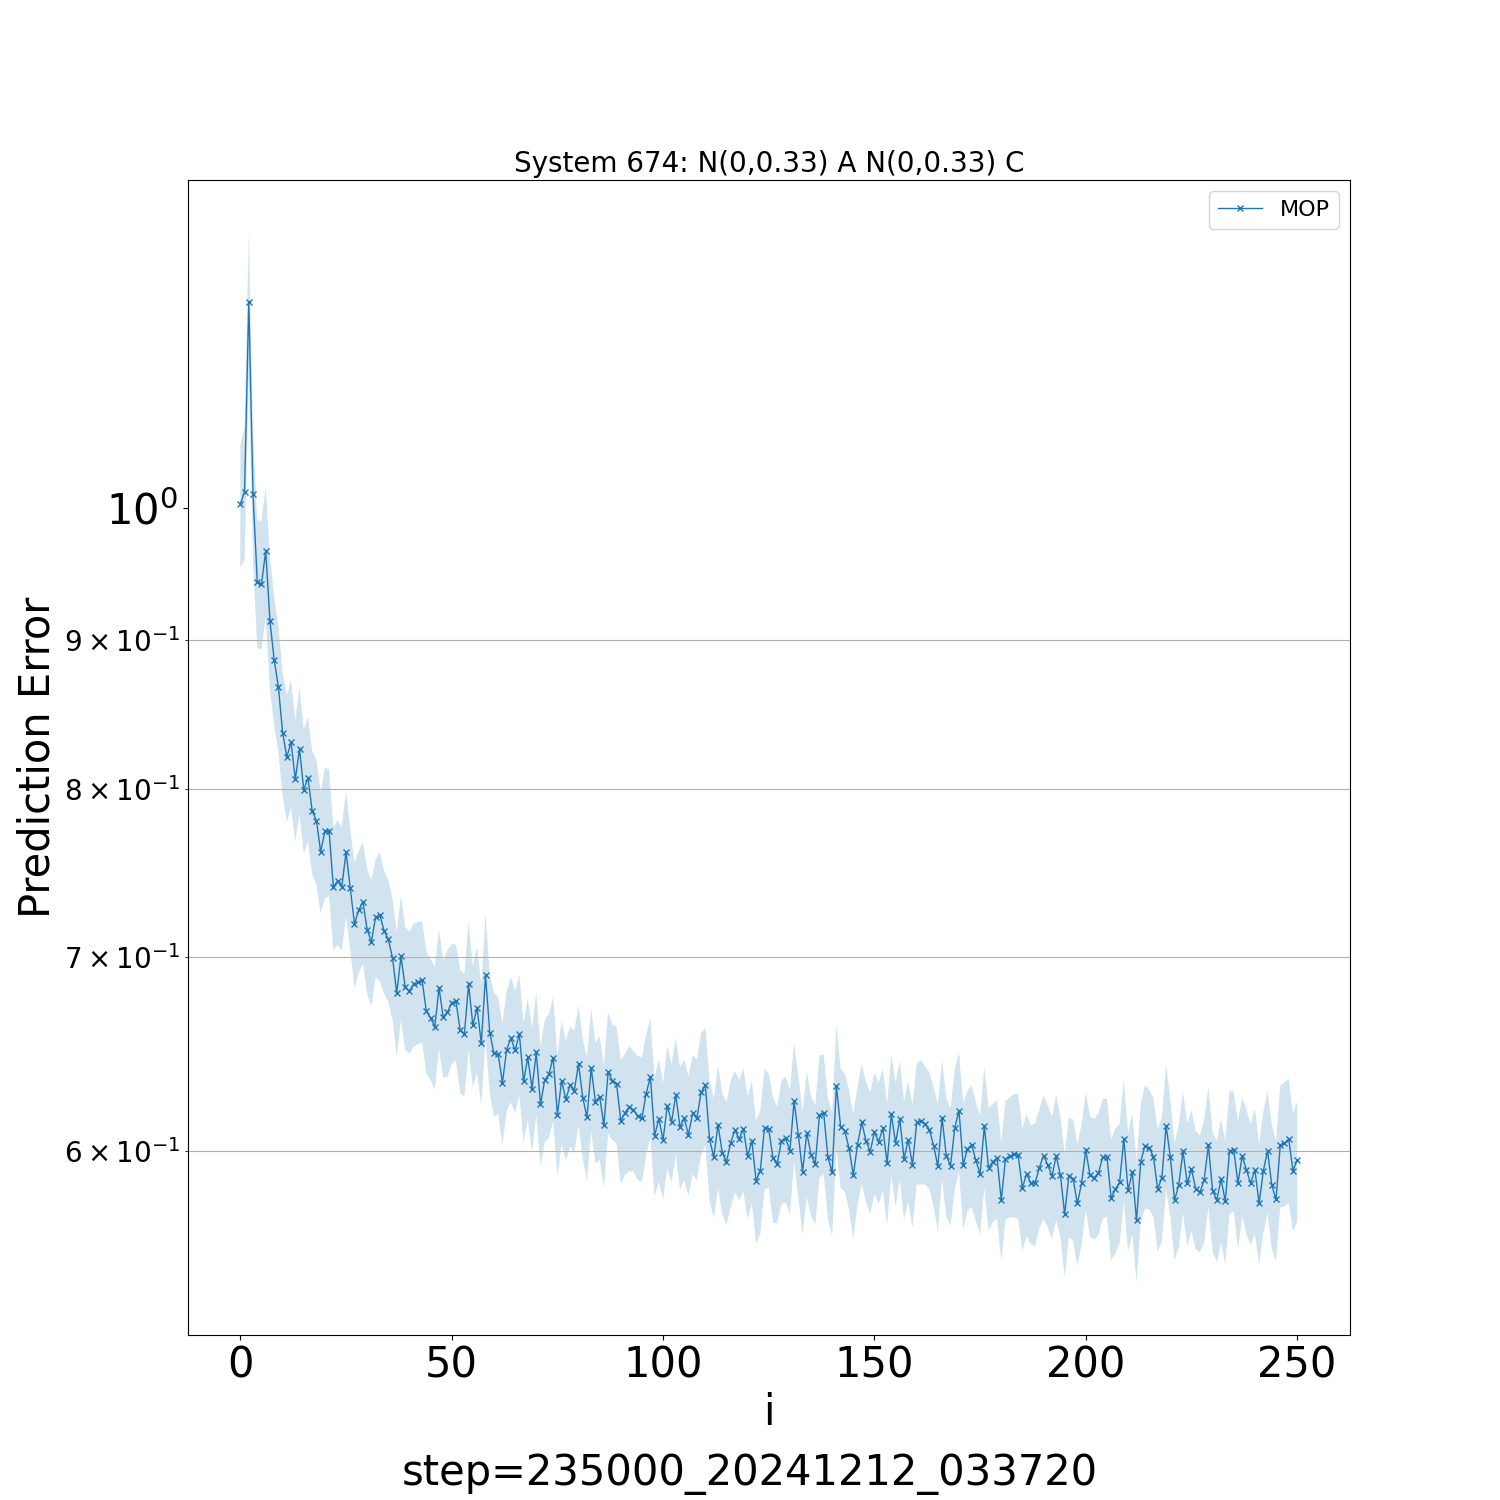 System 674: N(0,0.33) A N(0,0.33) C
MOP
Prediction Error
10⁰
9 × 10⁻¹
8 × 10⁻¹
7 × 10⁻¹
6 × 10⁻¹
0 50 100 150 200 250
i
step=235000_20241212_033720